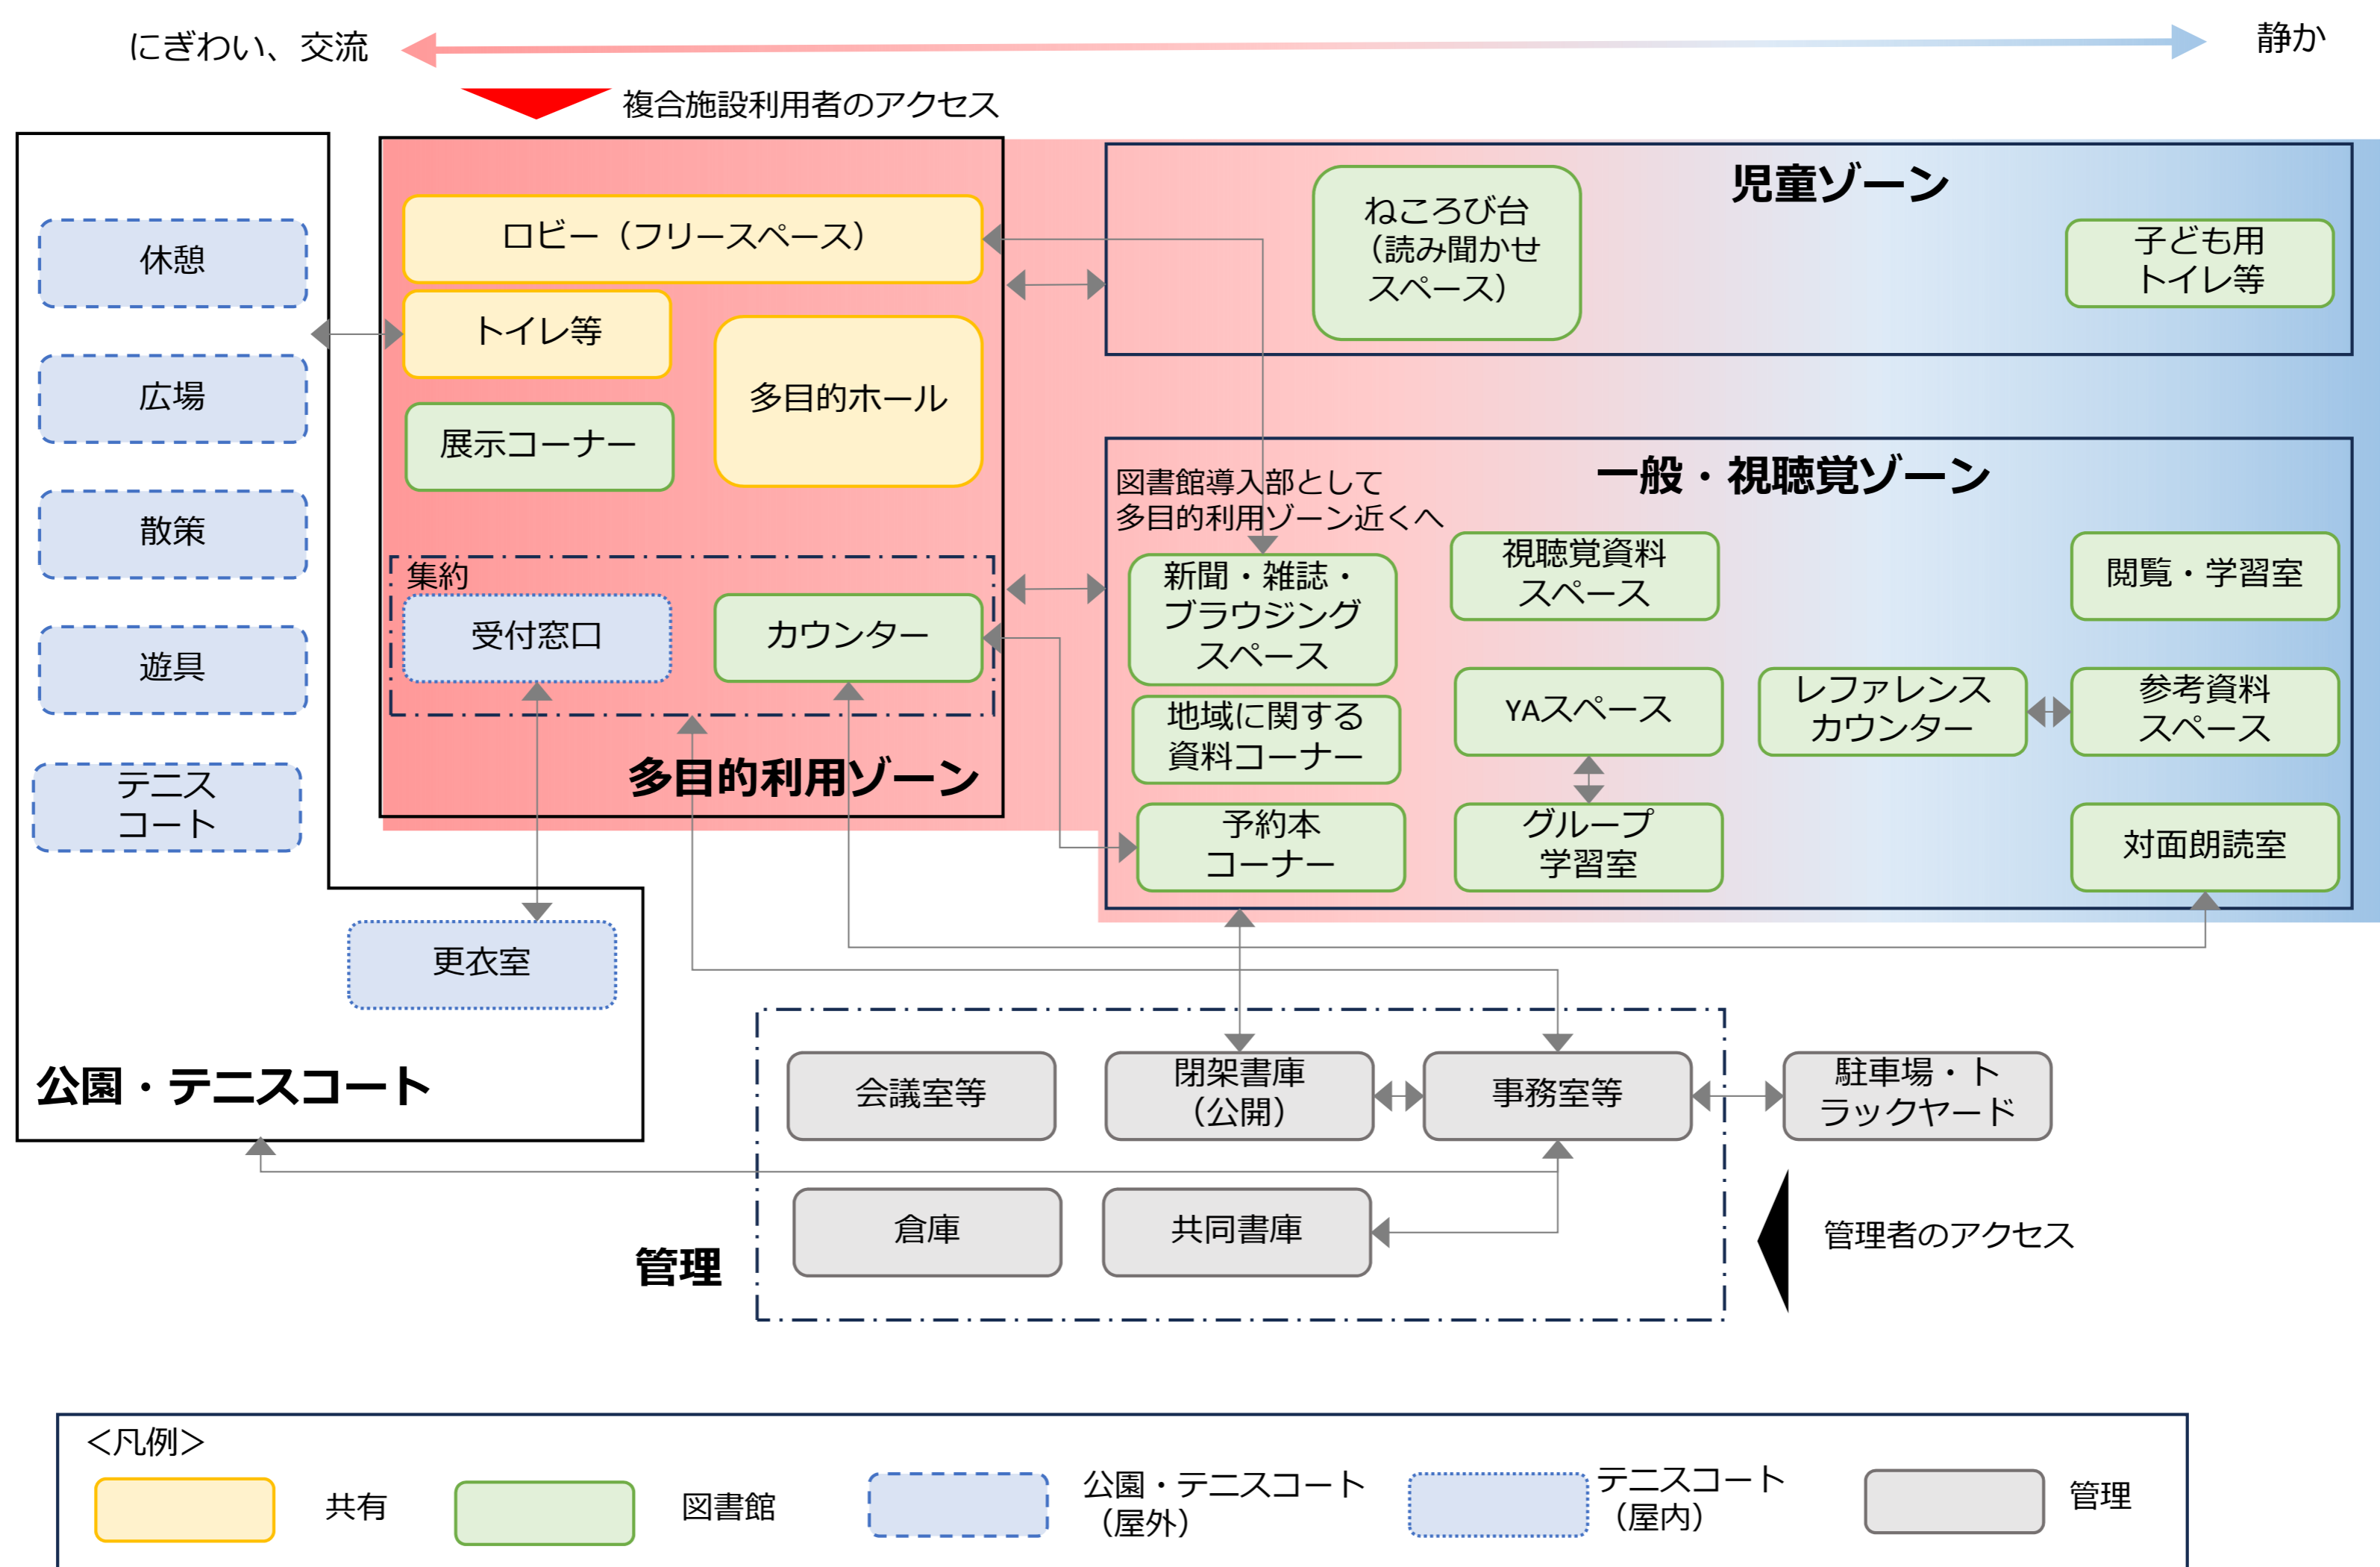 にぎわい、交流
静か
複合施設利用者のアクセス
休憩
広場
散策
遊具
テニス
コート
更衣室
公園・テニスコート
ロビー（フリースペース）
トイレ等
多目的ホール
展示コーナー
集約
受付窓口
カウンター
多目的利用ゾーン
児童ゾーン
ねころび台
（読み聞かせ
スペース）
子ども用
トイレ等
一般・視聴覚ゾーン
図書館導入部として
多目的利用ゾーン近くへ
新聞・雑誌・
ブラウジング
スペース
視聴覚資料
スペース
閲覧・学習室
地域に関する
資料コーナー
YAスペース
レファレンス
カウンター
参考資料
スペース
予約本
コーナー
グループ
学習室
対面朗読室
会議室等
閉架書庫
（公開）
事務室等
駐車場・ト
ラックヤード
倉庫
共同書庫
管理
管理者のアクセス
＜凡例＞
共有
図書館
公園・テニスコート
（屋外）
テニスコート
（屋内）
管理